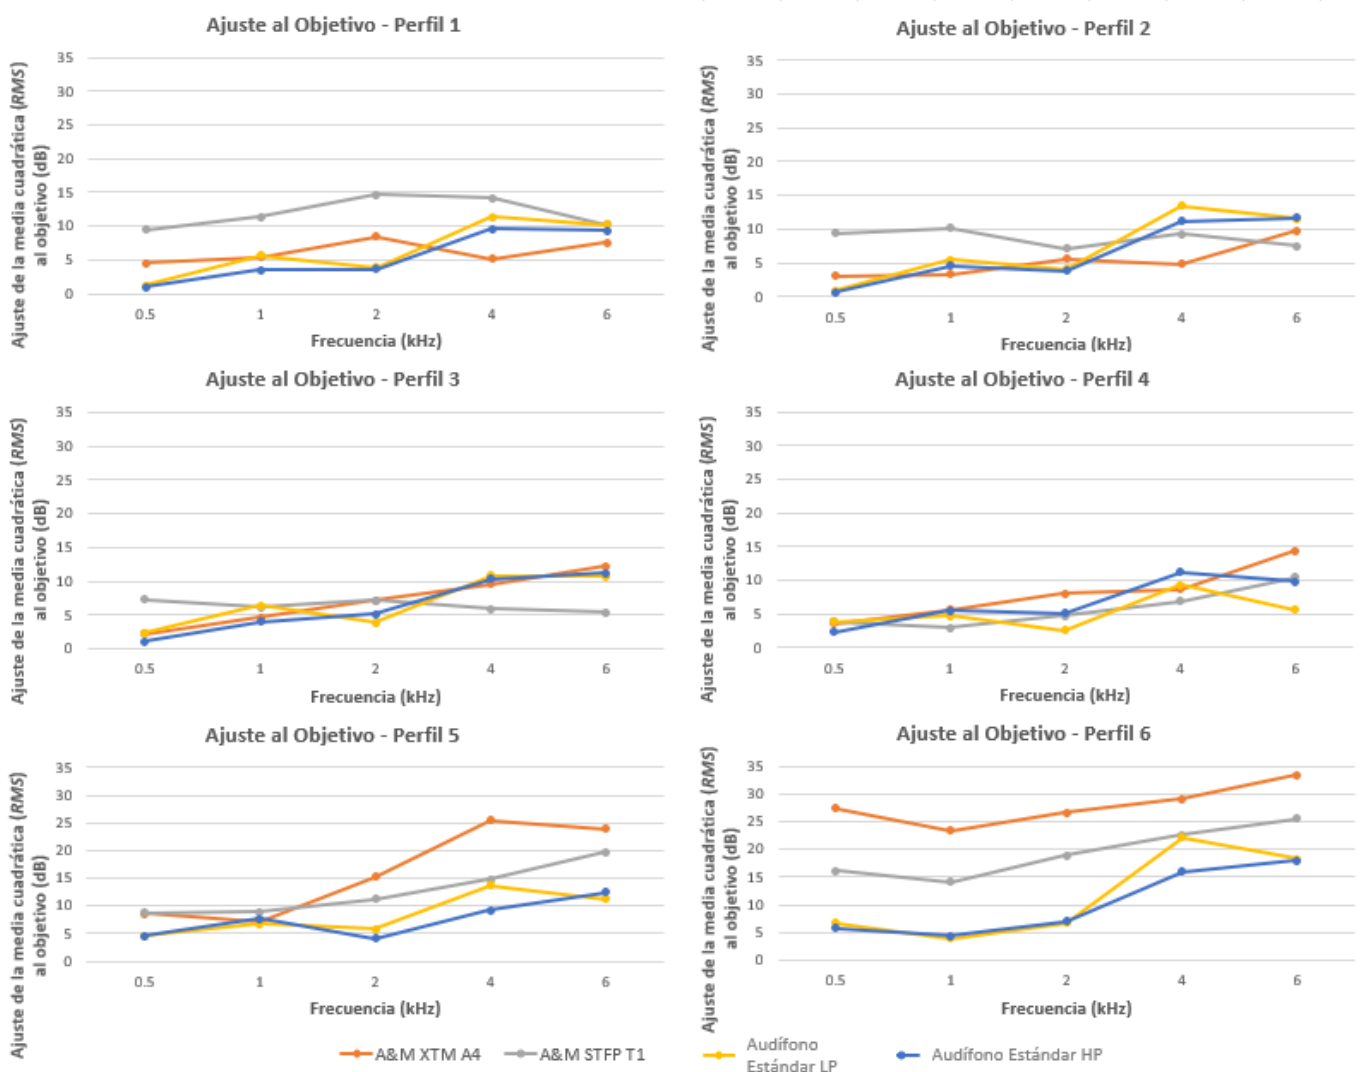 Ajuste al Objetivo - Perfil 1
Ajuste de la media cuadrática (RMS)
al objetivo (dB)
35
30
25
20
15
10
5
0
0.5 1 2 4 6
Frecuencia (kHz)
Ajuste al Objetivo - Perfil 2
Ajuste de la media cuadrática (RMS)
al objetivo (dB)
35
30
25
20
15
10
5
0
0.5 1 2 4 6
Frecuencia (kHz)
Ajuste al Objetivo - Perfil 3
Ajuste de la media cuadrática (RMS)
al objetivo (dB)
35
30
25
20
15
10
5
0
0.5 1 2 4 6
Frecuencia (kHz)
Ajuste al Objetivo - Perfil 4
Ajuste de la media cuadrática (RMS)
al objetivo (dB)
35
30
25
20
15
10
5
0
0.5 1 2 4 6
Frecuencia (kHz)
Ajuste al Objetivo - Perfil 5
Ajuste de la media cuadrática (RMS)
al objetivo (dB)
35
30
25
20
15
10
5
0
0.5 1 2 4 6
Frecuencia (kHz)
Ajuste al Objetivo - Perfil 6
Ajuste de la media cuadrática (RMS)
al objetivo (dB)
35
30
25
20
15
10
5
0
0.5 1 2 4 6
Frecuencia (kHz)
A&M XTM A4
A&M STFP T1
Audífono
Estándar LP
Audífono Estándar HP